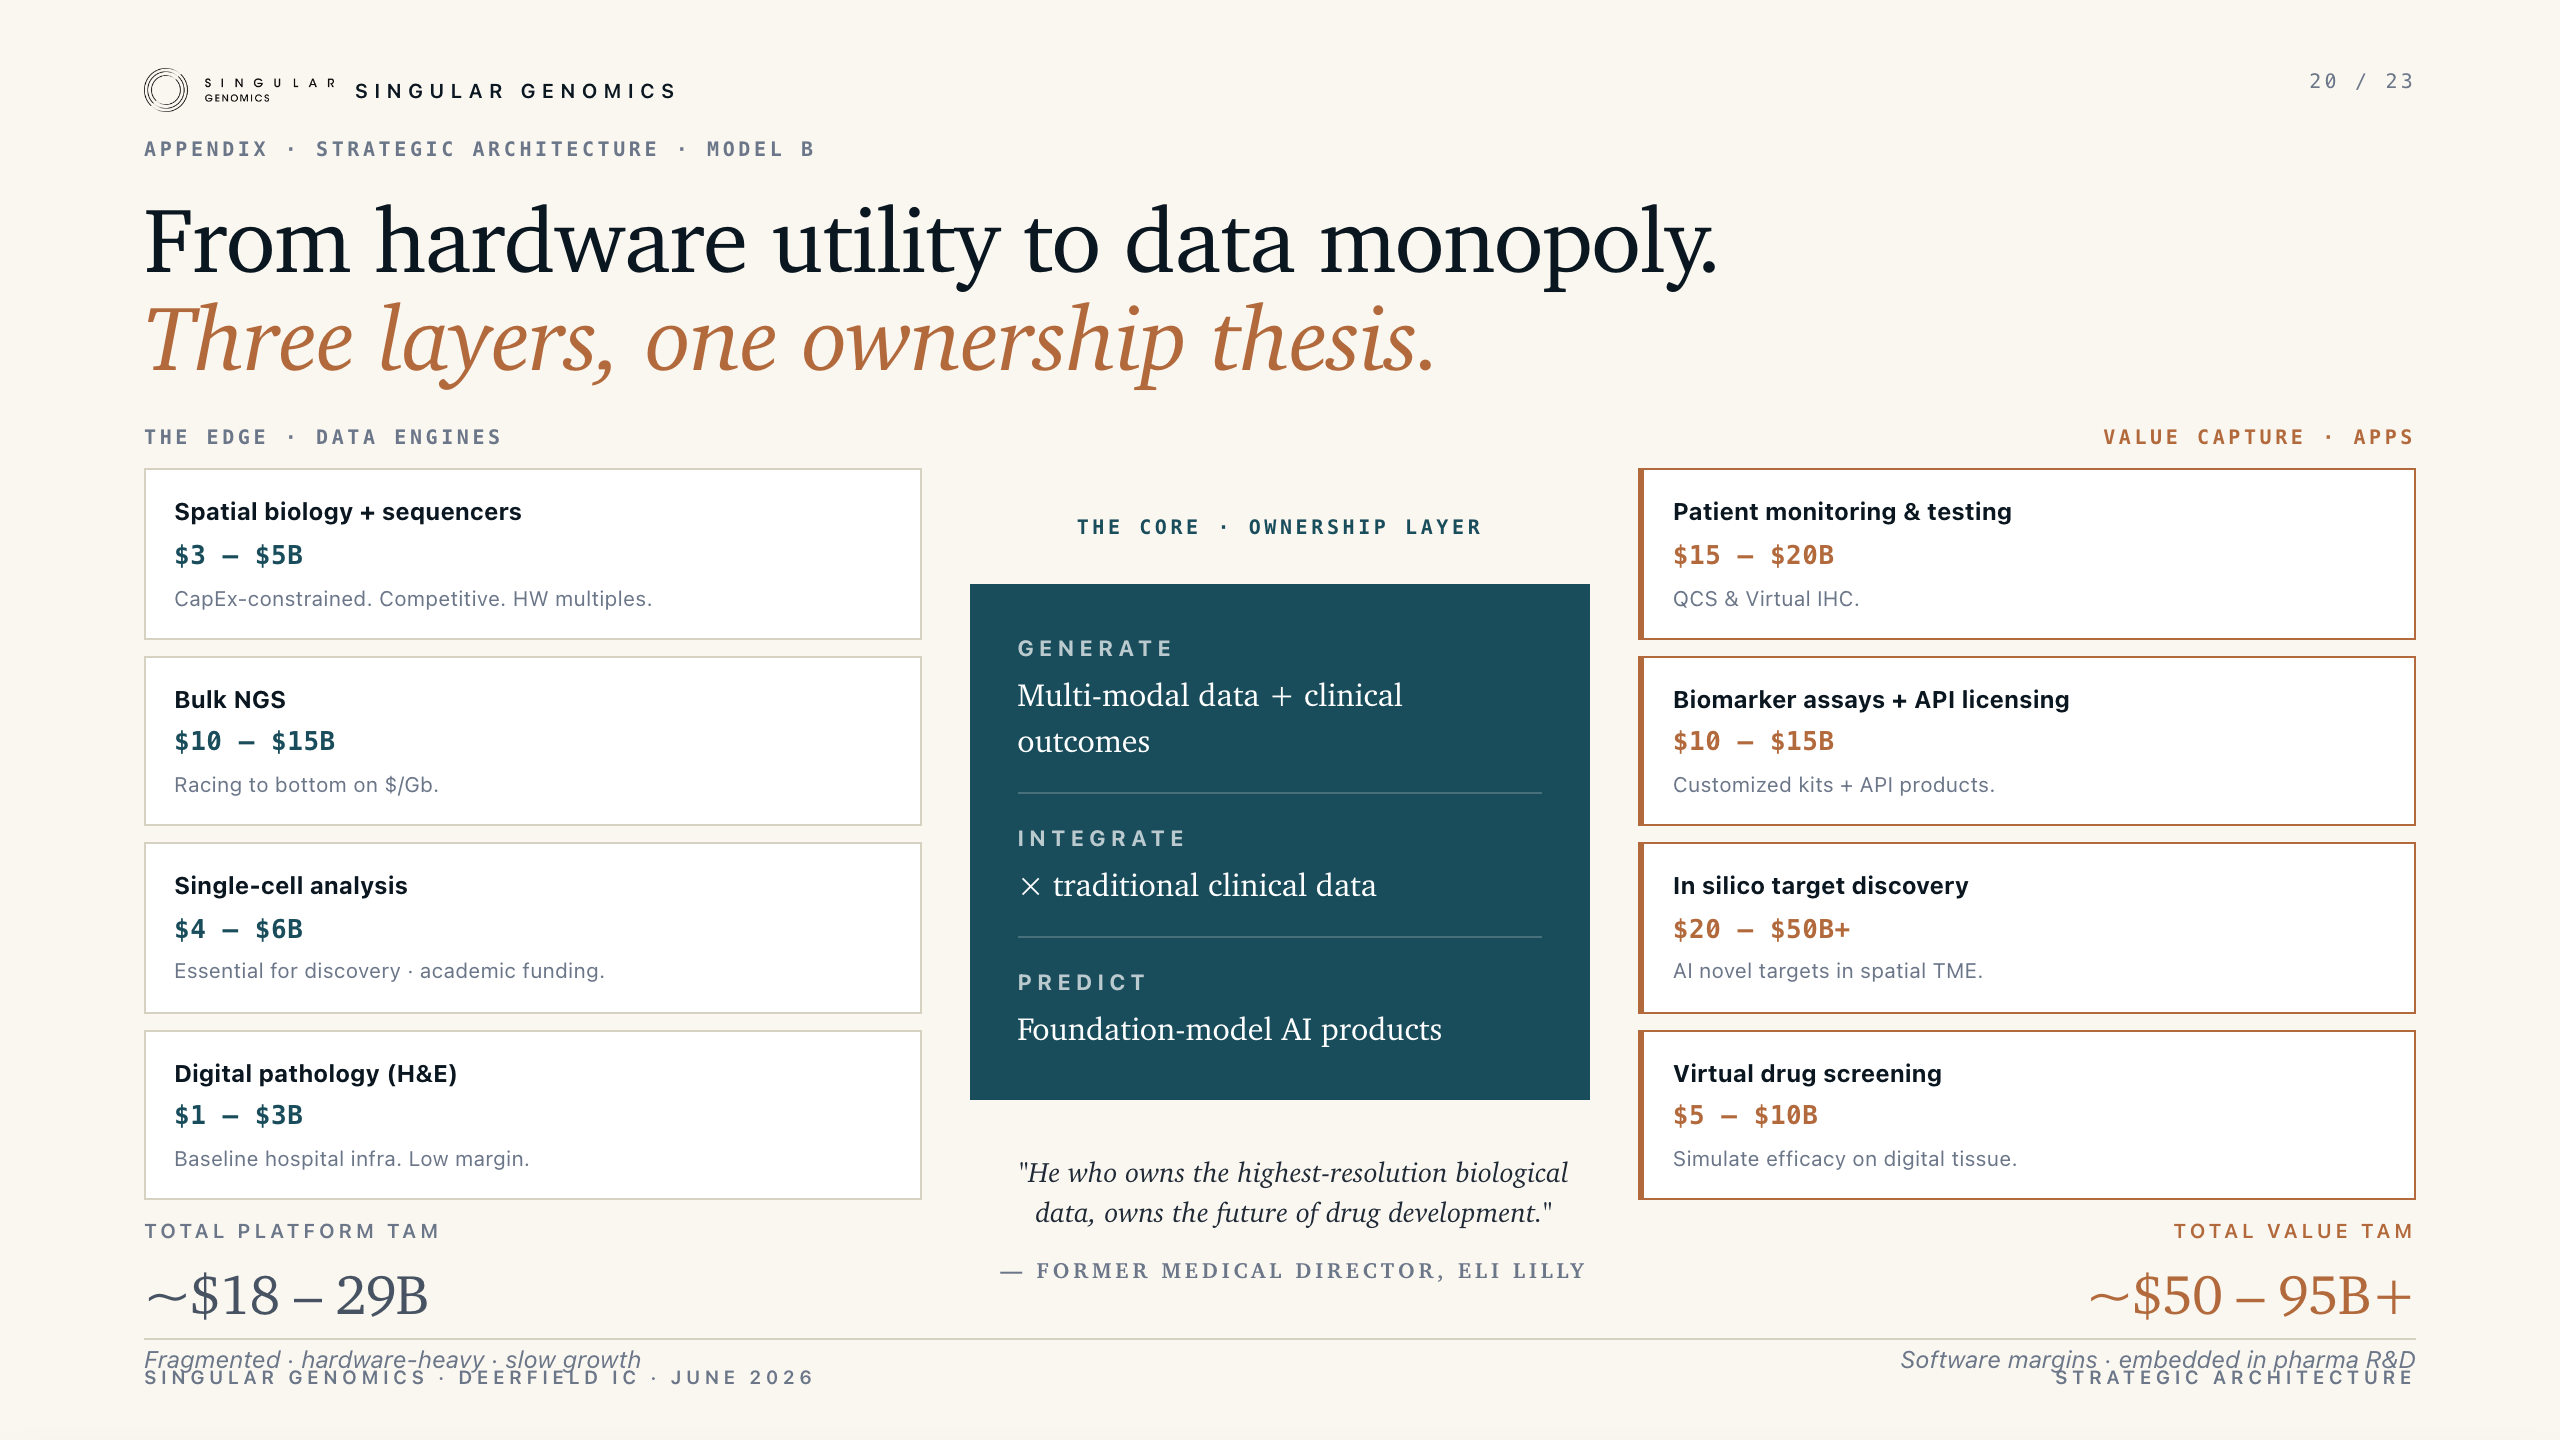 SINGULAR
GENOMICS
SINGULAR GENOMICS
20 / 23
APPENDIX · STRATEGIC ARCHITECTURE · MODEL B
From hardware utility to data monopoly.
Three layers, one ownership thesis.
THE EDGE · DATA ENGINES
Spatial biology + sequencers
$3 – $5B
CapEx-constrained. Competitive. HW multiples.
Bulk NGS
$10 – $15B
Racing to bottom on $/Gb.
Single-cell analysis
$4 – $6B
Essential for discovery · academic funding.
Digital pathology (H&E)
$1 – $3B
Baseline hospital infra. Low margin.
TOTAL PLATFORM TAM
~$18 – 29B
Fragmented · hardware-heavy · slow growth
THE CORE · OWNERSHIP LAYER
GENERATE
Multi-modal data + clinical
outcomes
INTEGRATE
× traditional clinical data
PREDICT
Foundation-model AI products
"He who owns the highest-resolution biological
data, owns the future of drug development."
— FORMER MEDICAL DIRECTOR, ELI LILLY
VALUE CAPTURE · APPS
Patient monitoring & testing
$15 – $20B
QCS & Virtual IHC.
Biomarker assays + API licensing
$10 – $15B
Customized kits + API products.
In silico target discovery
$20 – $50B+
AI novel targets in spatial TME.
Virtual drug screening
$5 – $10B
Simulate efficacy on digital tissue.
TOTAL VALUE TAM
~$50 – 95B+
Software margins · embedded in pharma R&D
SINGULAR GENOMICS · DEERFIELD IC · JUNE 2026
STRATEGIC ARCHITECTURE